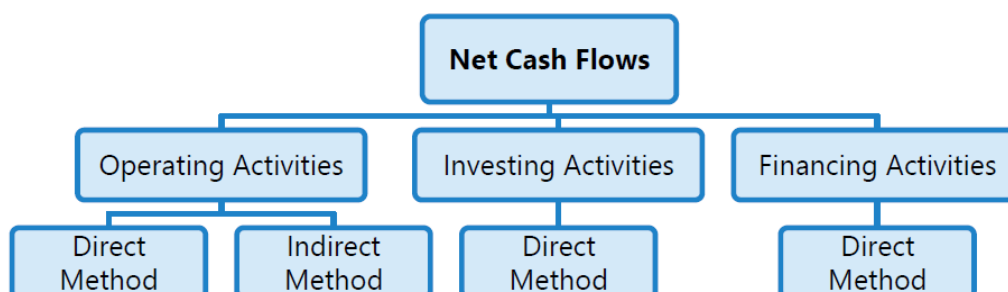 Net Cash Flows
Operating Activities
Investing Activities
Financing Activities
Direct
Method
Indirect
Method
Direct
Method
Direct
Method